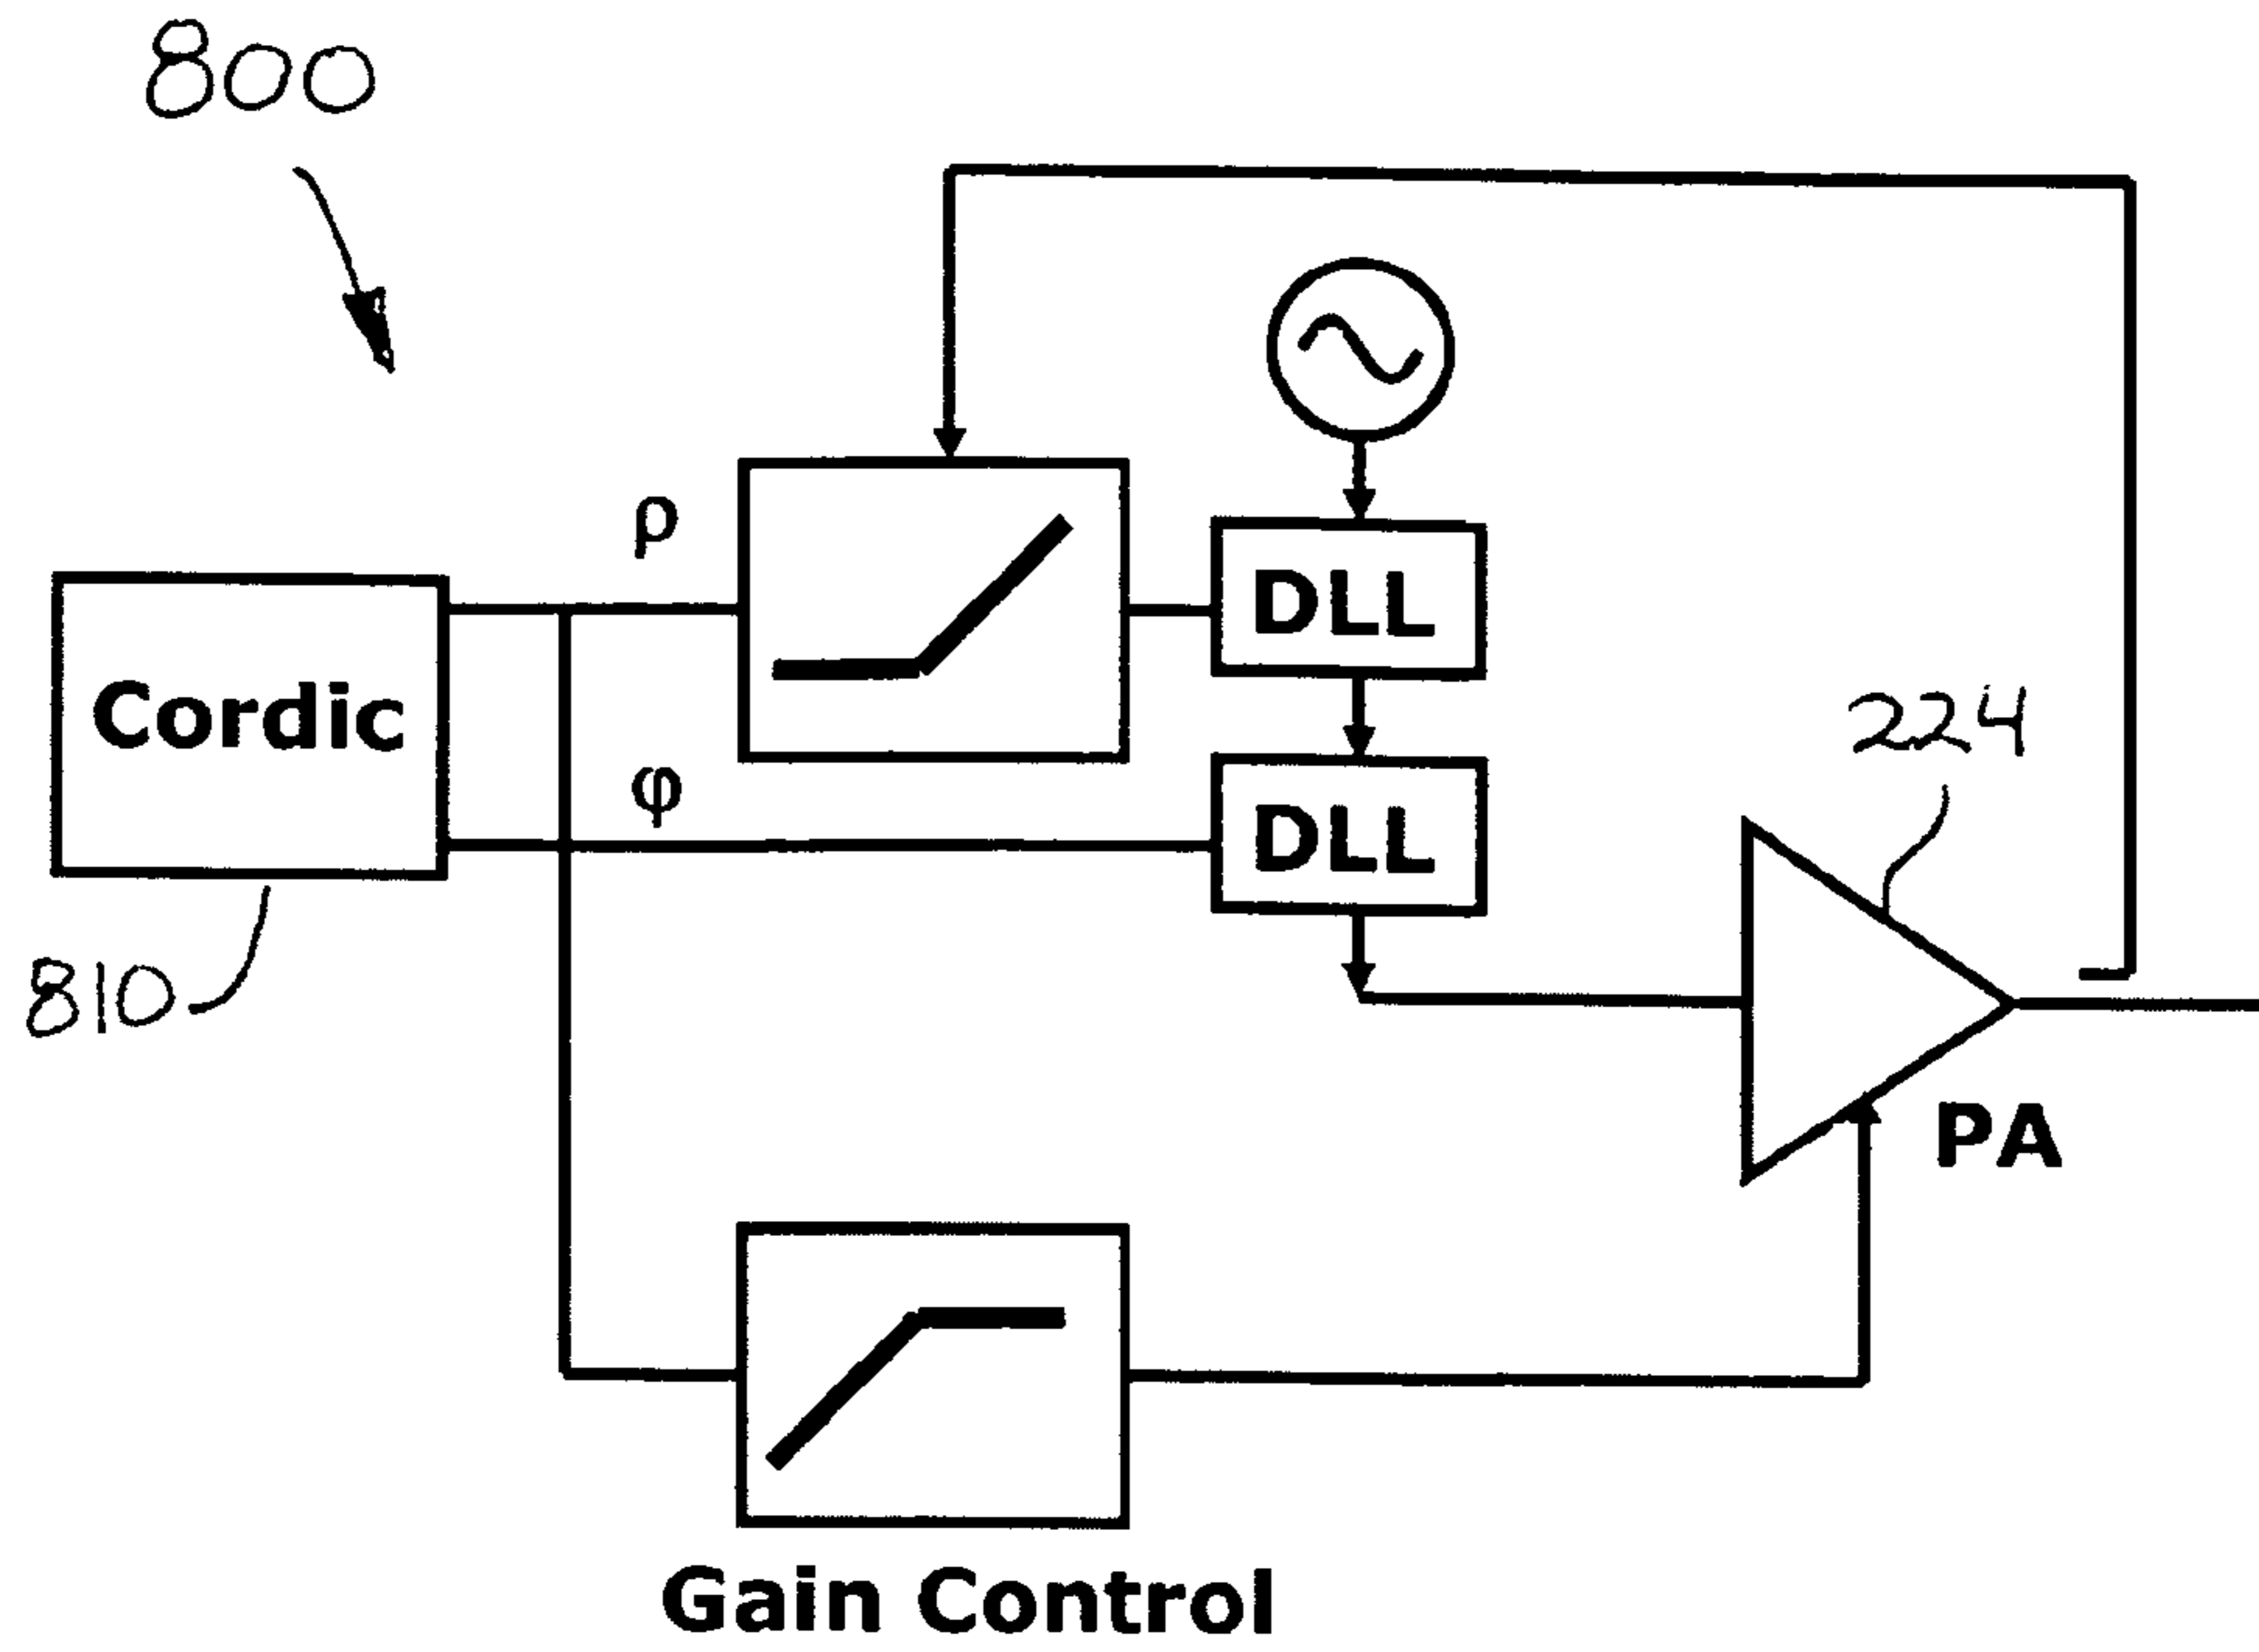 800
ρ
DLL
Cordic
224
φ
DLL
810
PA
Gain Control